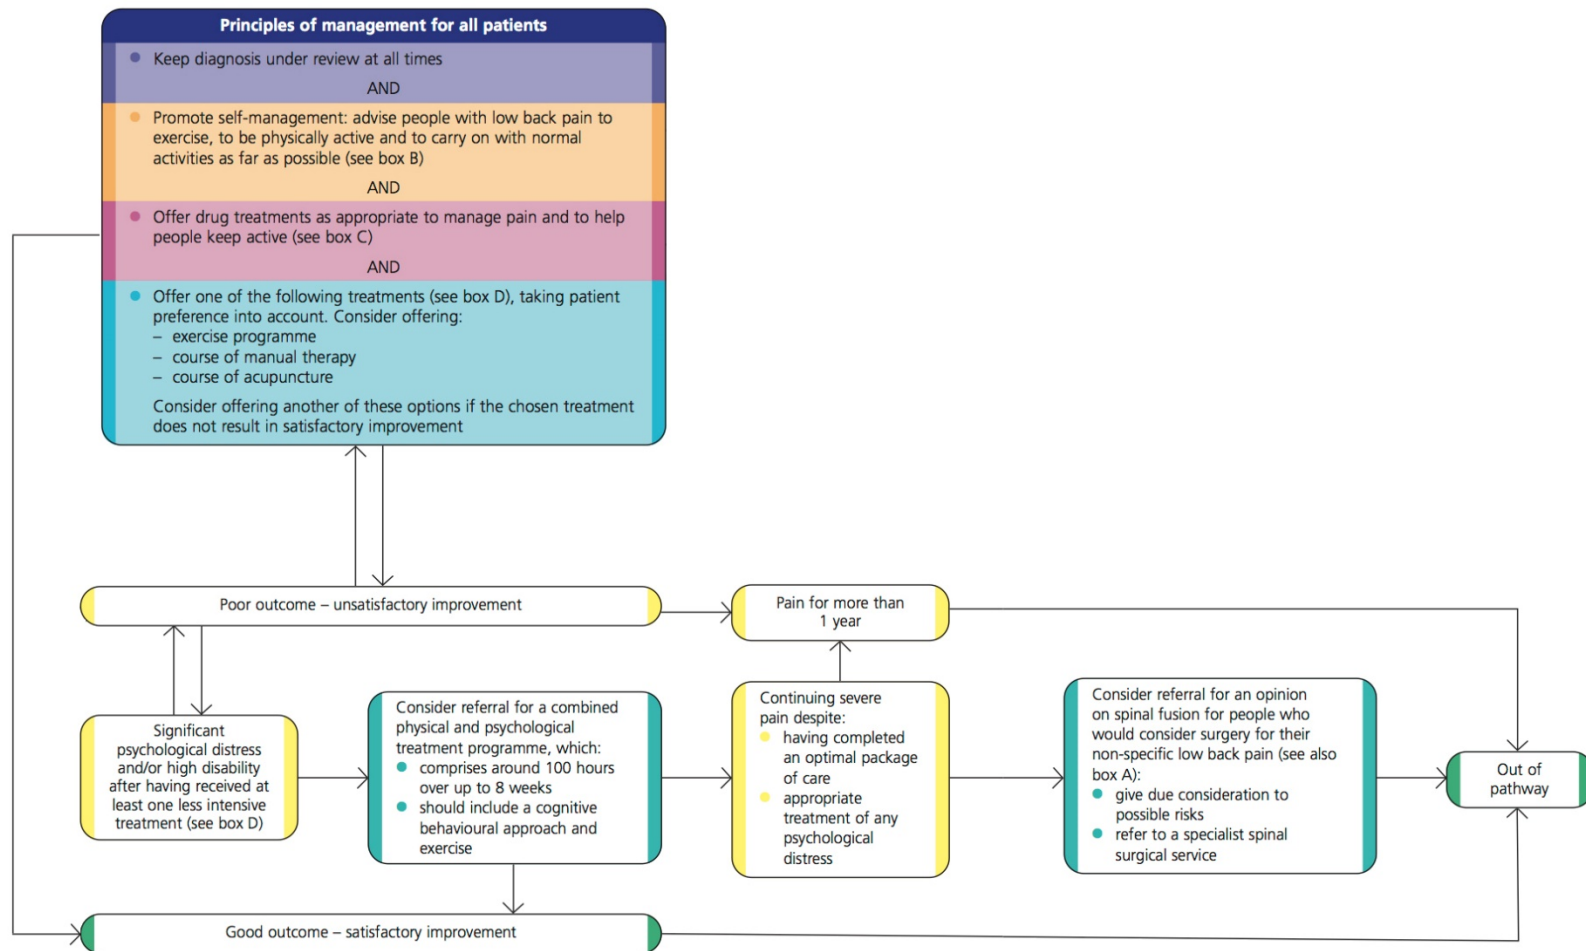 Principles of management for all patients
● Keep diagnosis under review at all times
AND
● Promote self-management: advise people with low back pain to
exercise, to be physically active and to carry on with normal
activities as far as possible (see box B)
AND
● Offer drug treatments as appropriate to manage pain and to help
people keep active (see box C)
AND
● Offer one of the following treatments (see box D), taking patient
preference into account. Consider offering:
– exercise programme
– course of manual therapy
– course of acupuncture
Consider offering another of these options if the chosen treatment
does not result in satisfactory improvement
Poor outcome – unsatisfactory improvement
Pain for more than
1 year
Significant
psychological distress
and/or high disability
after having received at
least one less intensive
treatment (see box D)
Consider referral for a combined
physical and psychological
treatment programme, which:
● comprises around 100 hours
over up to 8 weeks
● should include a cognitive
behavioural approach and
exercise
Continuing severe
pain despite:
● having completed
an optimal package
of care
● appropriate
treatment of any
psychological
distress
Consider referral for an opinion
on spinal fusion for people who
would consider surgery for their
non-specific low back pain (see also
box A):
● give due consideration to
possible risks
● refer to a specialist spinal
surgical service
Out of
pathway
Good outcome – satisfactory improvement